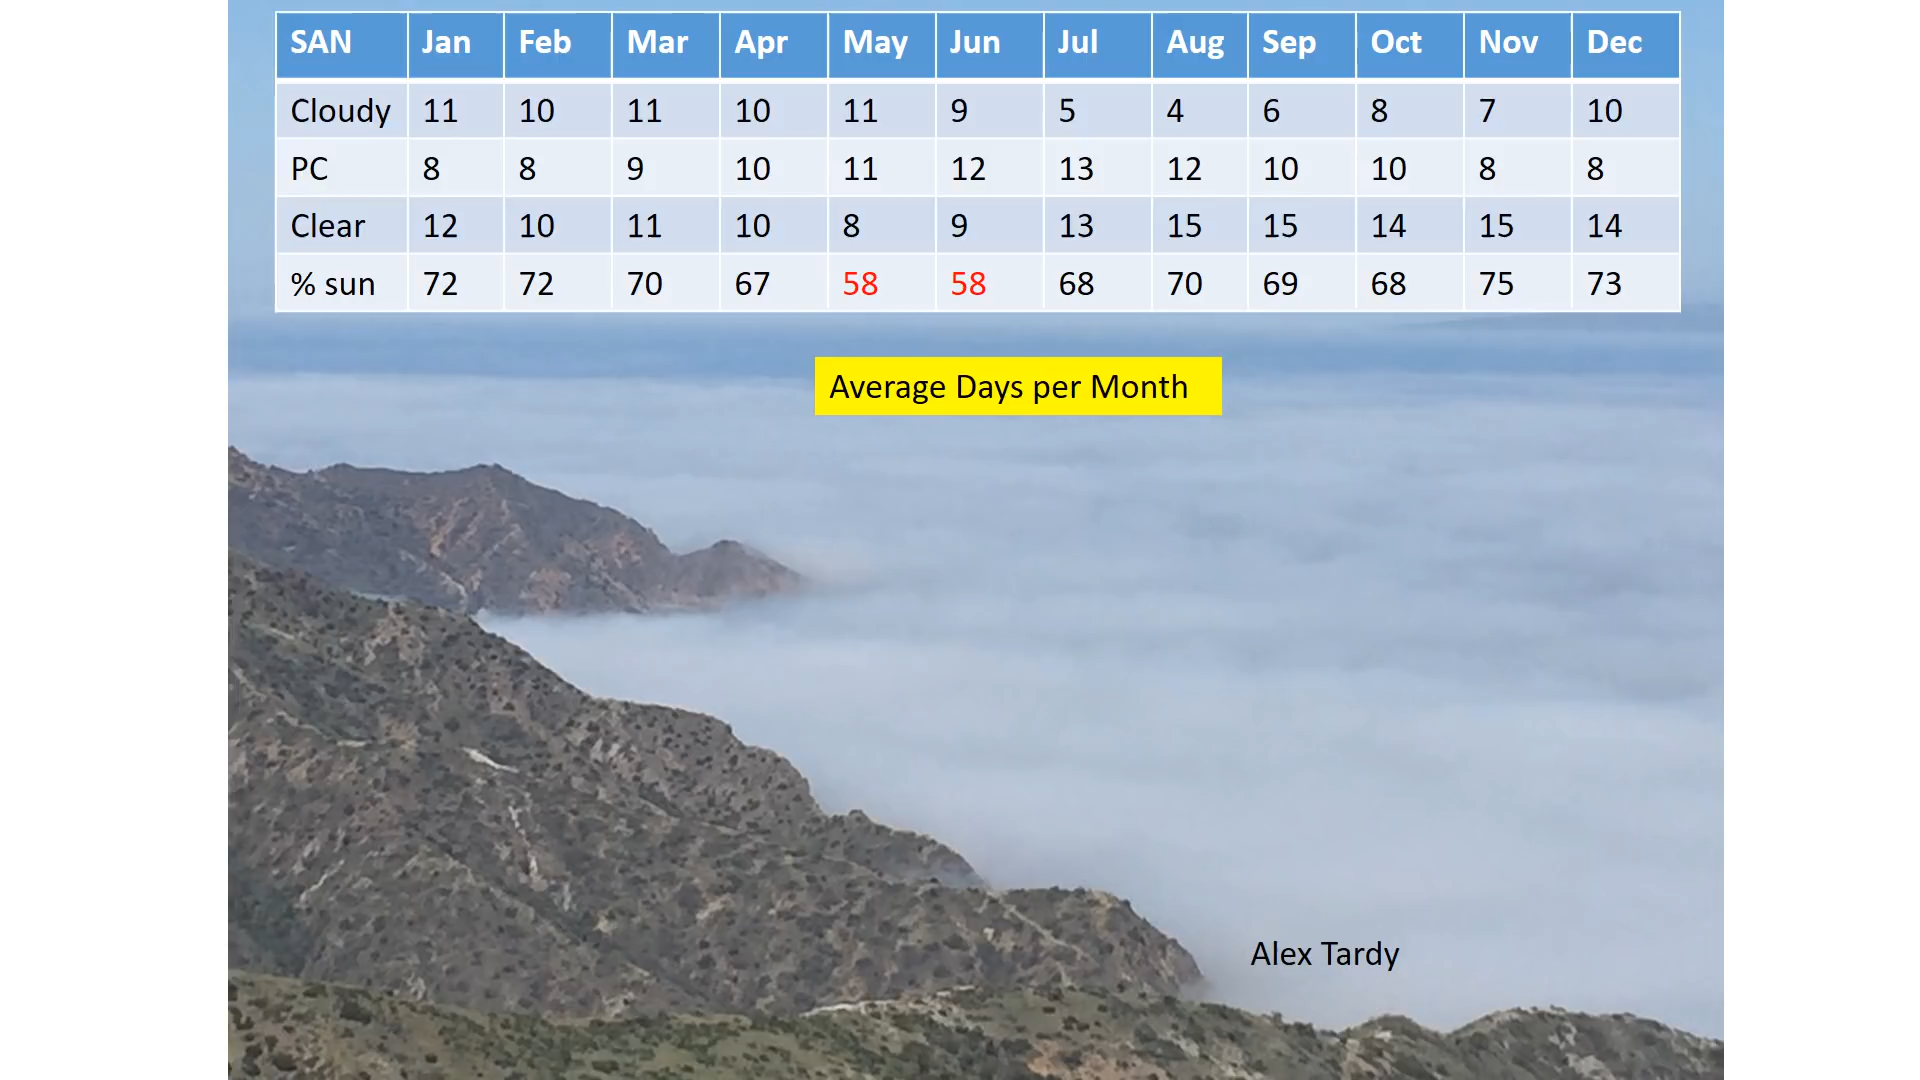 SAN Jan Feb Mar Apr May Jun Jul Aug Sep Oct Nov Dec
Cloudy 11 10 11 10 11 9 5 4 6 8 7 10
PC 8 8 9 10 11 12 13 12 10 10 8 8
Clear 12 10 11 10 8 9 13 15 15 14 15 14
% sun 72 72 70 67 58 58 68 70 69 68 75 73
Average Days per Month
Alex Tardy